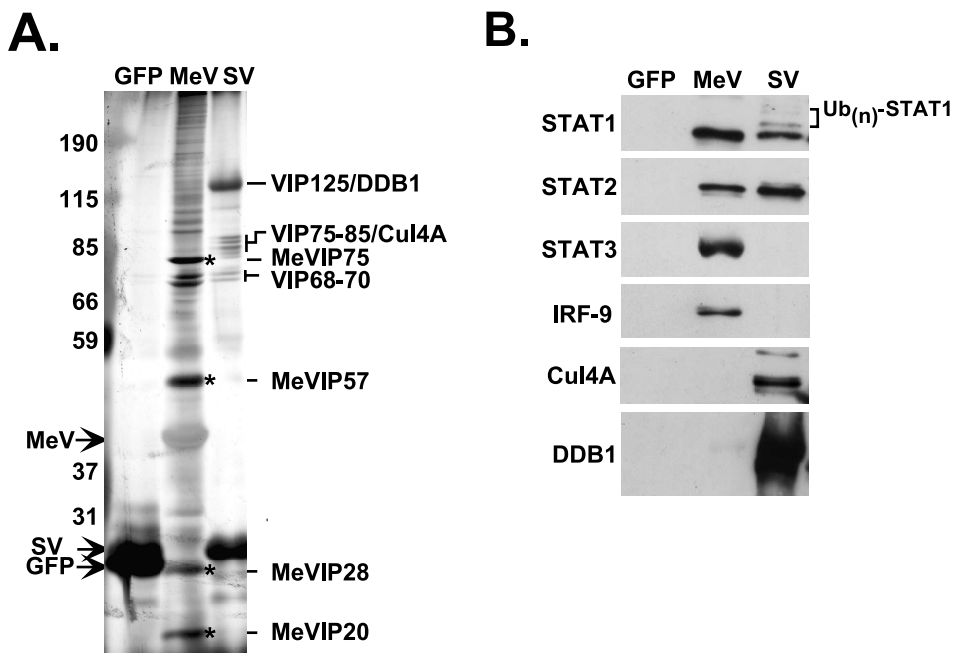 A.
GFP MeV SV
190
115
85
66
59
MeV
37
31
SV
GFP
VIP125/DDB1
VIP75-85/Cul4A
MeVIP75
*
VIP68-70
MeVIP57
*
MeVIP28
*
MeVIP20
*
B.
GFP MeV SV
STAT1
Ub(n)-STAT1
STAT2
STAT3
IRF-9
Cul4A
DDB1